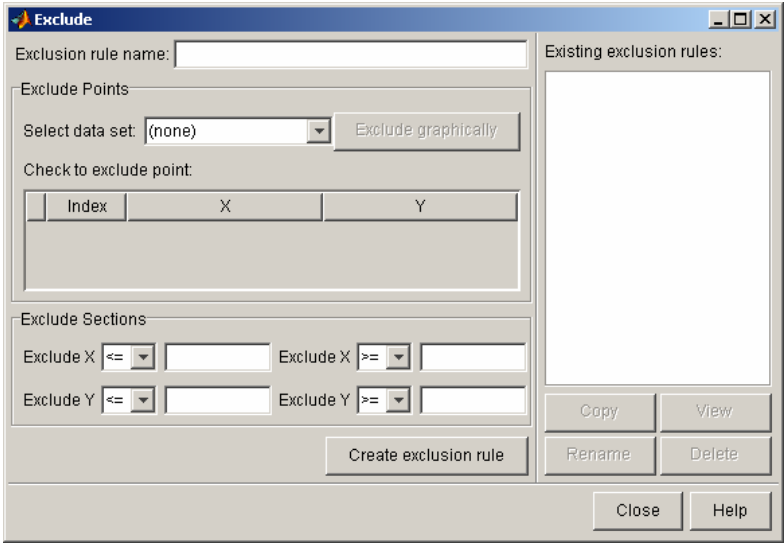 Exclude
Exclusion rule name:
Exclude Points
Select data set: (none) Exclude graphically
Check to exclude point:
Index X Y
Exclude Sections
Exclude X <= Exclude X >=
Exclude Y <= Exclude Y >=
Create exclusion rule
Existing exclusion rules:
Copy View
Rename Delete
Close Help